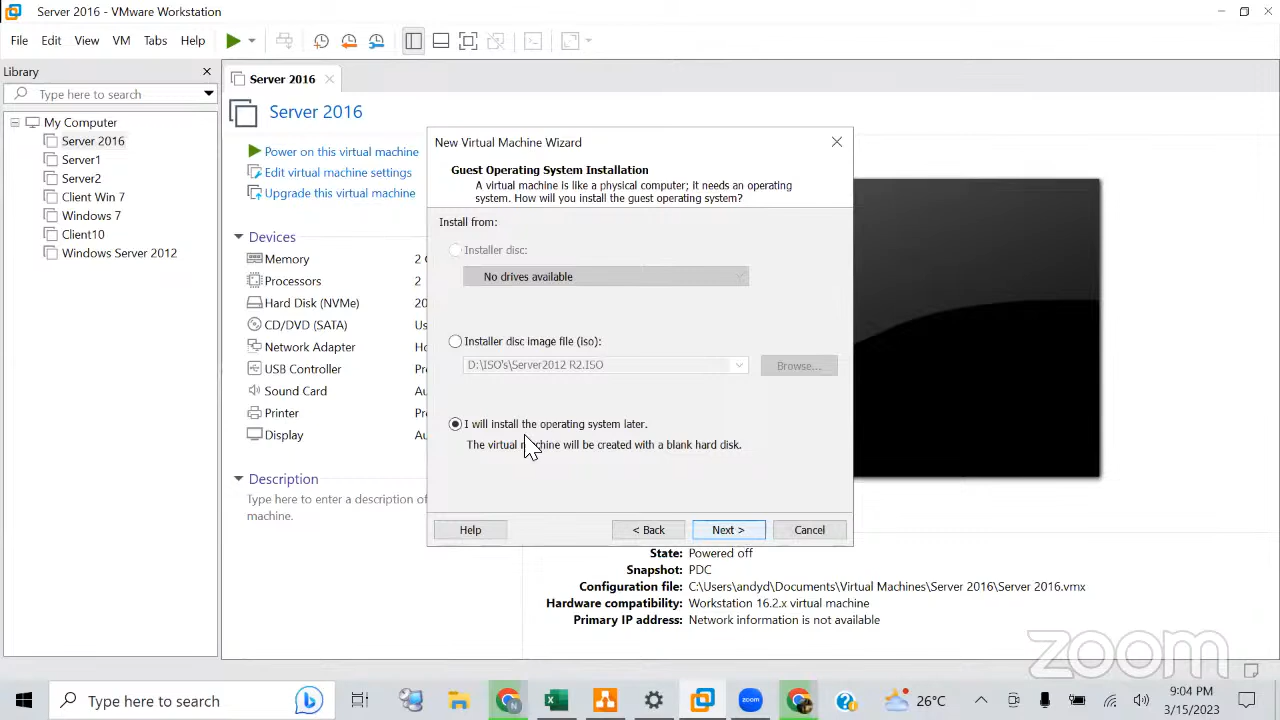 Server 2016 - VMware Workstation
File Edit View VM Tabs Help
Library
Type here to search
My Computer
Server 2016
Server1
Server2
Client Win 7
Windows 7
Client10
Windows Server 2012
Server 2016
Server 2016
Power on this virtual machine
Edit virtual machine settings
Upgrade this virtual machine
Devices
Memory 2
Processors 2
Hard Disk (NVMe) 20
CD/DVD (SATA) Us
Network Adapter Pre
USB Controller Pre
Sound Card Au
Printer Pre
Display Au
Description
Type here to enter a description of
machine.
New Virtual Machine Wizard
Guest Operating System Installation
A virtual machine is like a physical computer; it needs an operating
system. How will you install the guest operating system?
Install from:
Installer disc:
No drives available
Installer disc image file (iso):
D:\ISO's\Server2012 R2.ISO
Browse...
I will install the operating system later.
The virtual machine will be created with a blank hard disk.
Help < Back Next > Cancel
State: Powered off
Snapshot: PDC
Configuration file: C:\Users\andyd\Documents\Virtual Machines\Server 2016\Server 2016.vmx
Hardware compatibility: Workstation 16.2.x virtual machine
Primary IP address: Network information is not available
zoom
Type here to search
zoom
26°C
9:04 PM
3/15/2023